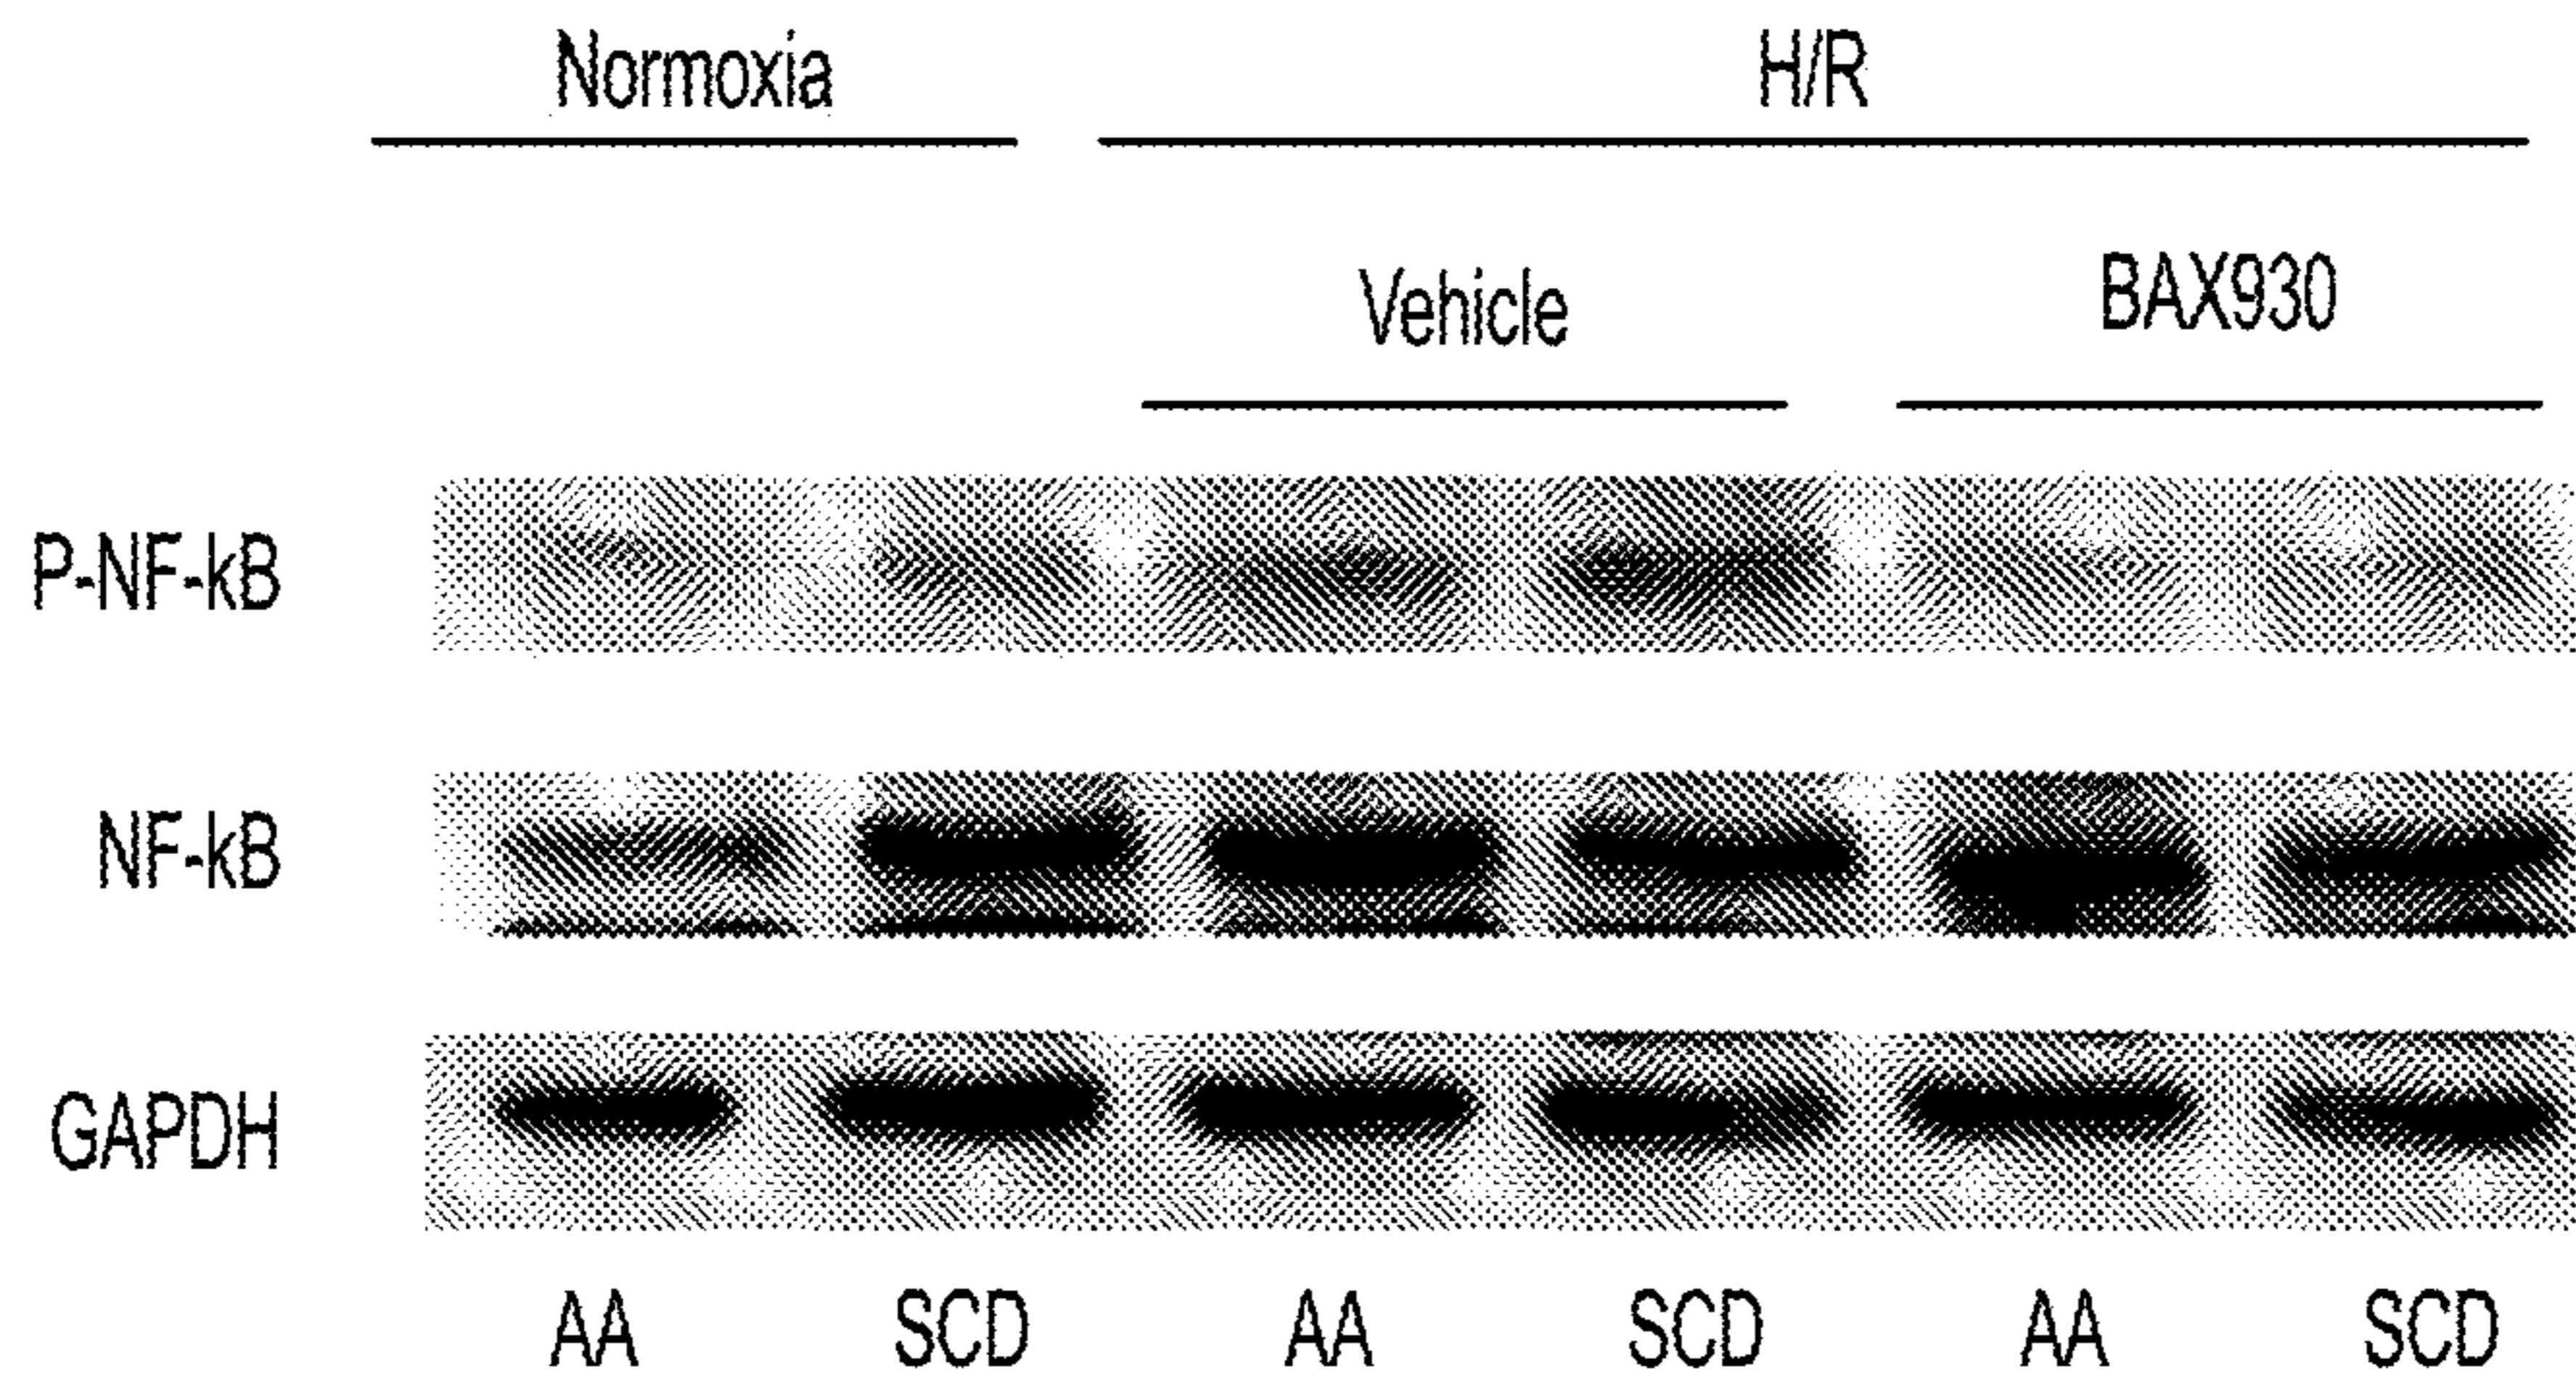 Normoxia H/R
Vehicle BAX930
P-NF-kB
NF-kB
GAPDH
AA SCD AA SCD AA SCD